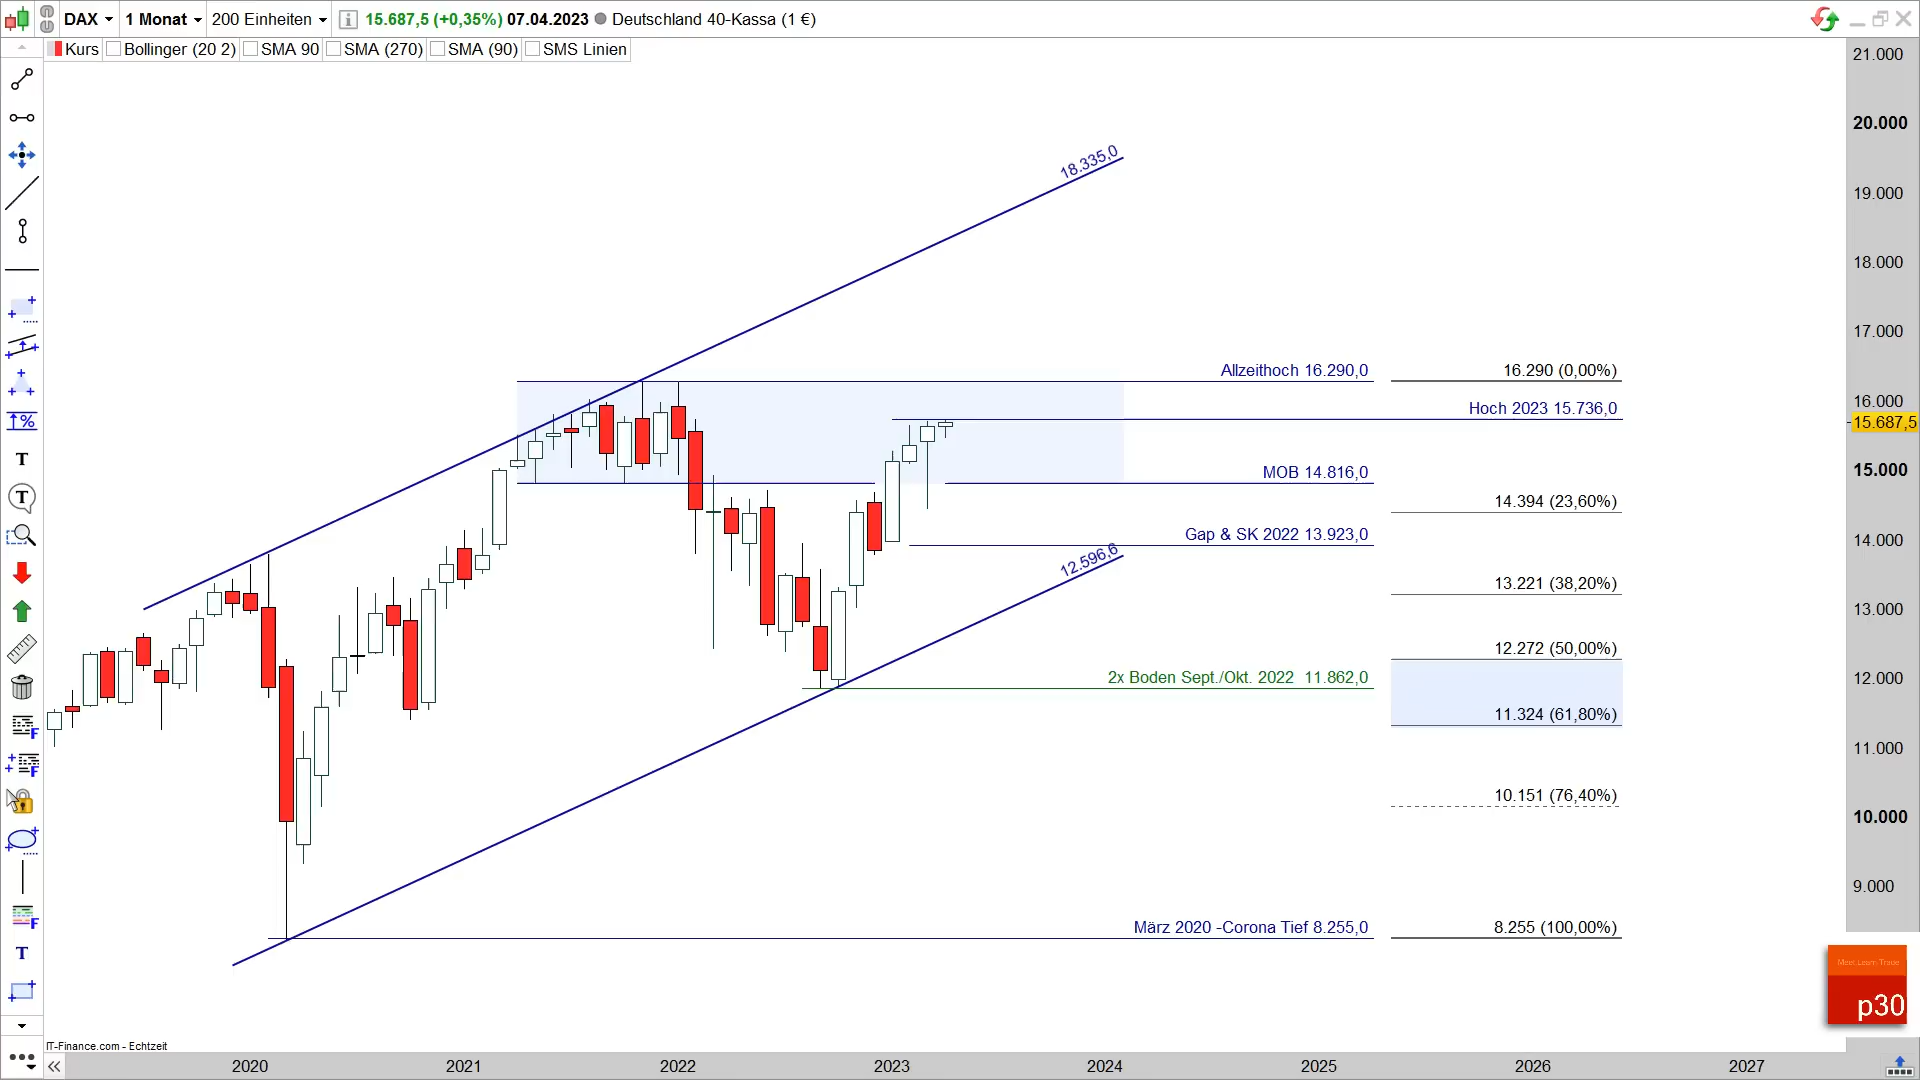 DAX 1 Monat 200 Einheiten 15.687,5 (+0,35%) 07.04.2023 Deutschland 40-Kassa (1 €)
Kurs Bollinger (20 2) SMA 90 SMA (270) SMA (90) SMS Linien
21.000
20.000
19.000
18.000
17.000
16.000
15.687,5
15.000
14.000
13.000
12.000
11.000
10.000
9.000
18.335,0
Allzeithoch 16.290,0
16.290 (0,00%)
Hoch 2023 15.736,0
MOB 14.816,0
14.394 (23,60%)
Gap & SK 2022 13.923,0
12.596,6
13.221 (38,20%)
12.272 (50,00%)
2x Boden Sept./Okt. 2022 11.862,0
11.324 (61,80%)
10.151 (76,40%)
März 2020 -Corona Tief 8.255,0
8.255 (100,00%)
%
T
T
F
F
F
T
Meet Learn Trade
p30
IT-Finance.com - Echtzeit
2020 2021 2022 2023 2024 2025 2026 2027